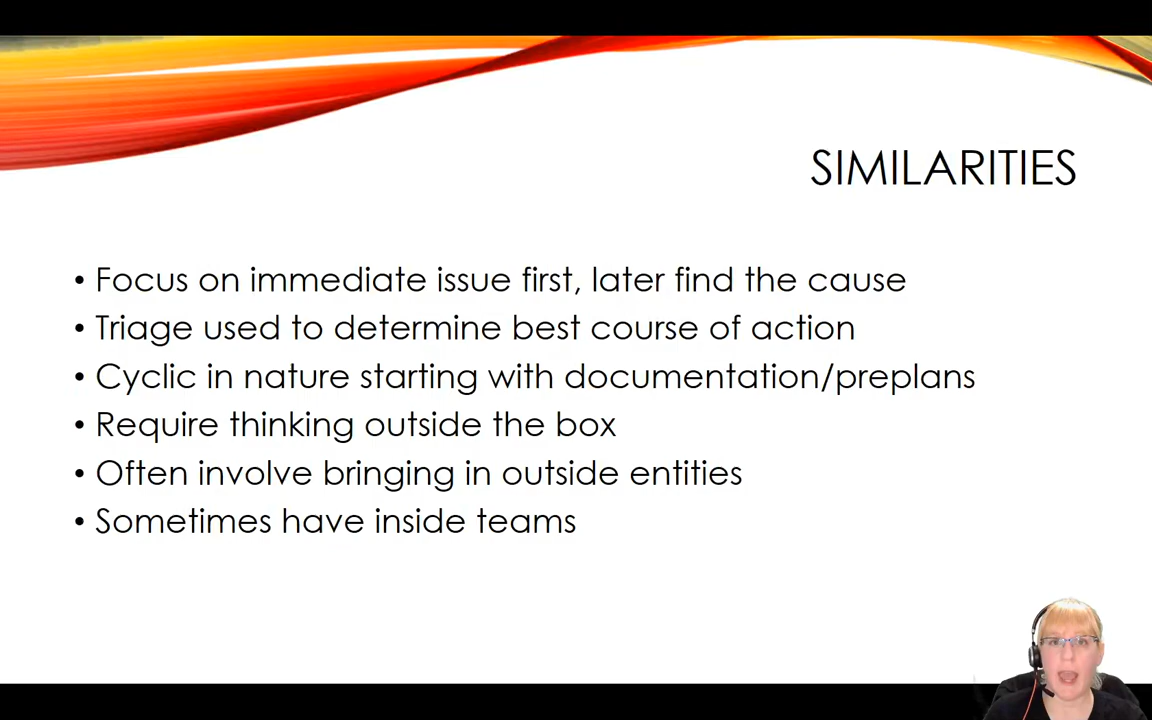 SIMILARITIES
• Focus on immediate issue first, later find the cause
• Triage used to determine best course of action
• Cyclic in nature starting with documentation/preplans
• Require thinking outside the box
• Often involve bringing in outside entities
• Sometimes have inside teams